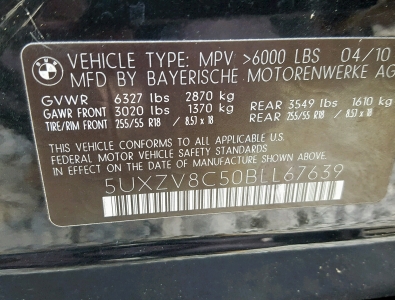 VEHICLE TYPE: MPV >6000 LBS 04/10
MFD BY BAYERISCHE MOTORENWERKE AG
GVWR 6327 lbs 2870 kg
GAWR FRONT 3020 lbs 1370 kg REAR 3549 lbs 1610 kg
TIRE/RIM FRONT 255/55 R18 / 8.5J x 18 REAR 255/55 R18 / 8.5J x 18
THIS VEHICLE CONFORMS TO ALL APPLICABLE U.S.
FEDERAL MOTOR VEHICLE SAFETY STANDARDS
IN EFFECT ON THE DATE OF MANUFACTURE SHOWN ABOVE.
5UXZV8C50BLL67639